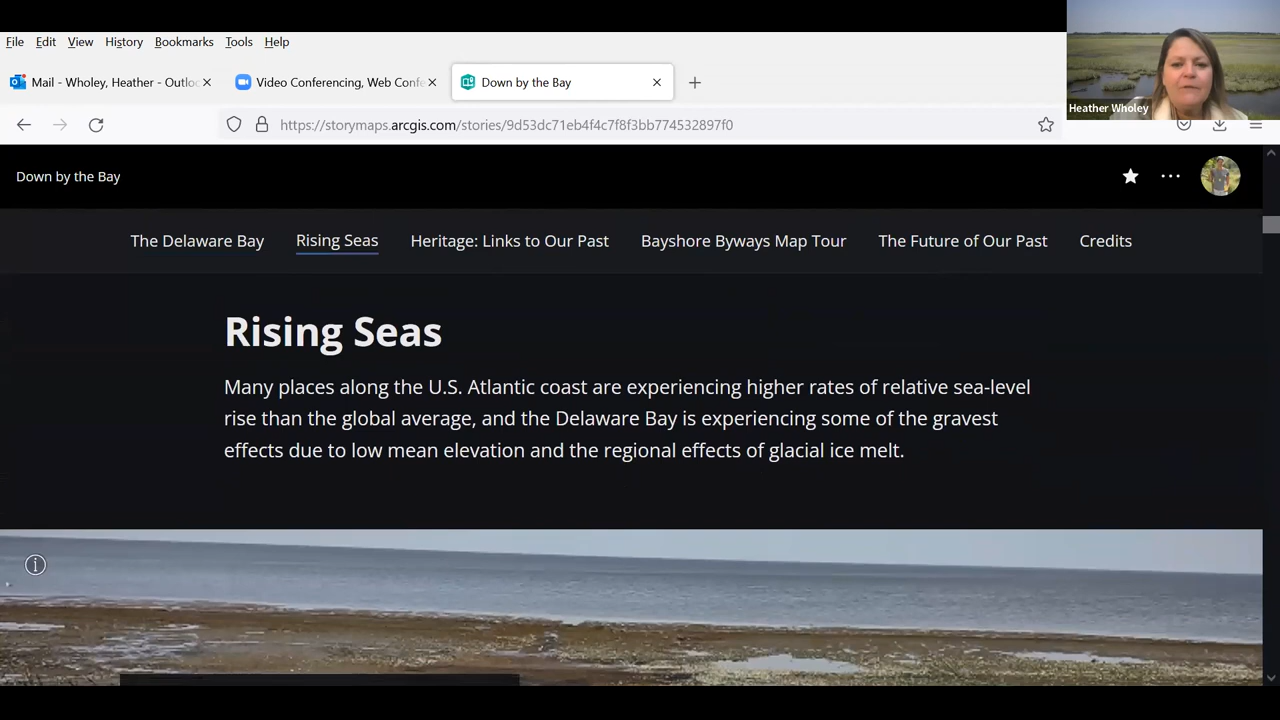 File Edit View History Bookmarks Tools Help
Mail - Wholey, Heather - Outloo
Video Conferencing, Web Confe
Down by the Bay
Heather Wholey
https://storymaps.arcgis.com/stories/9d53dc71eb4f4c7f8f3bb774532897f0
Down by the Bay
The Delaware Bay Rising Seas Heritage: Links to Our Past Bayshore Byways Map Tour The Future of Our Past Credits
Rising Seas
Many places along the U.S. Atlantic coast are experiencing higher rates of relative sea-level
rise than the global average, and the Delaware Bay is experiencing some of the gravest
effects due to low mean elevation and the regional effects of glacial ice melt.